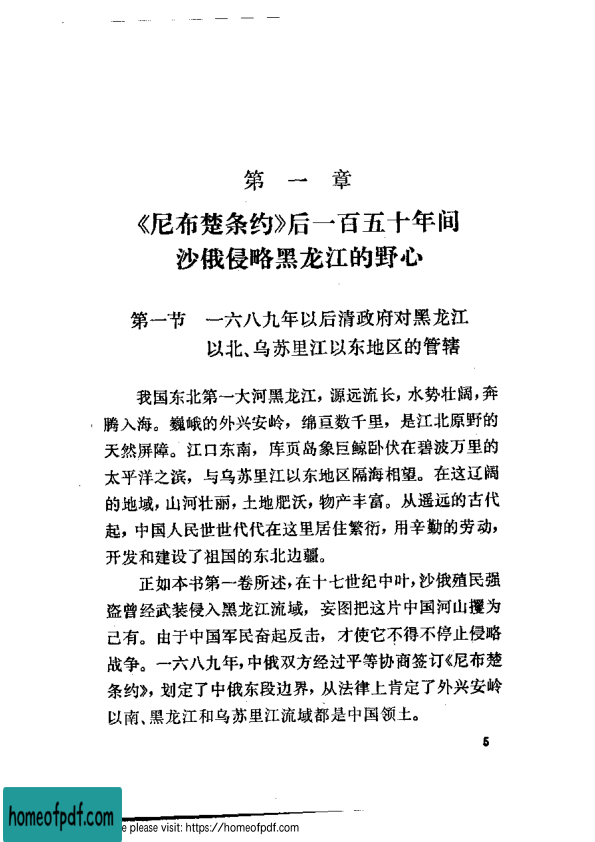 第一章
《尼布楚条约》后一百五十年间
沙俄侵略黑龙江的野心
第一节 一六八九年以后清政府对黑龙江
以北、乌苏里江以东地区的管辖
我国东北第一大河黑龙江，源远流长，水势壮阔，奔
腾入海。巍峨的外兴安岭，绵亘数千里，是江北原野的
天然屏障。江口东南，库页岛象巨鲸卧伏在碧波万里的
太平洋之滨，与乌苏里江以东地区隔海相望。在这辽阔
的地域，山河壮丽，土地肥沃，物产丰富。从遥远的古代
起，中国人民世世代代在这里居住繁衍，用辛勤的劳动，
开发和建设了祖国的东北边疆。
正如本书第一卷所述，在十七世纪中叶，沙俄殖民强
盗曾经武装侵入黑龙江流域，妄图把这片中国河山攫为
己有。由于中国军民奋起反击，才使它不得不停止侵略
战争。一六八九年，中俄双方经过平等协商签订《尼布楚
条约》，划定了中俄东段边界，从法律上肯定了外兴安岭
以南、黑龙江和乌苏里江流域都是中国领土。
5
homeofpdf.com
e please visit: https://homeofpdf.com